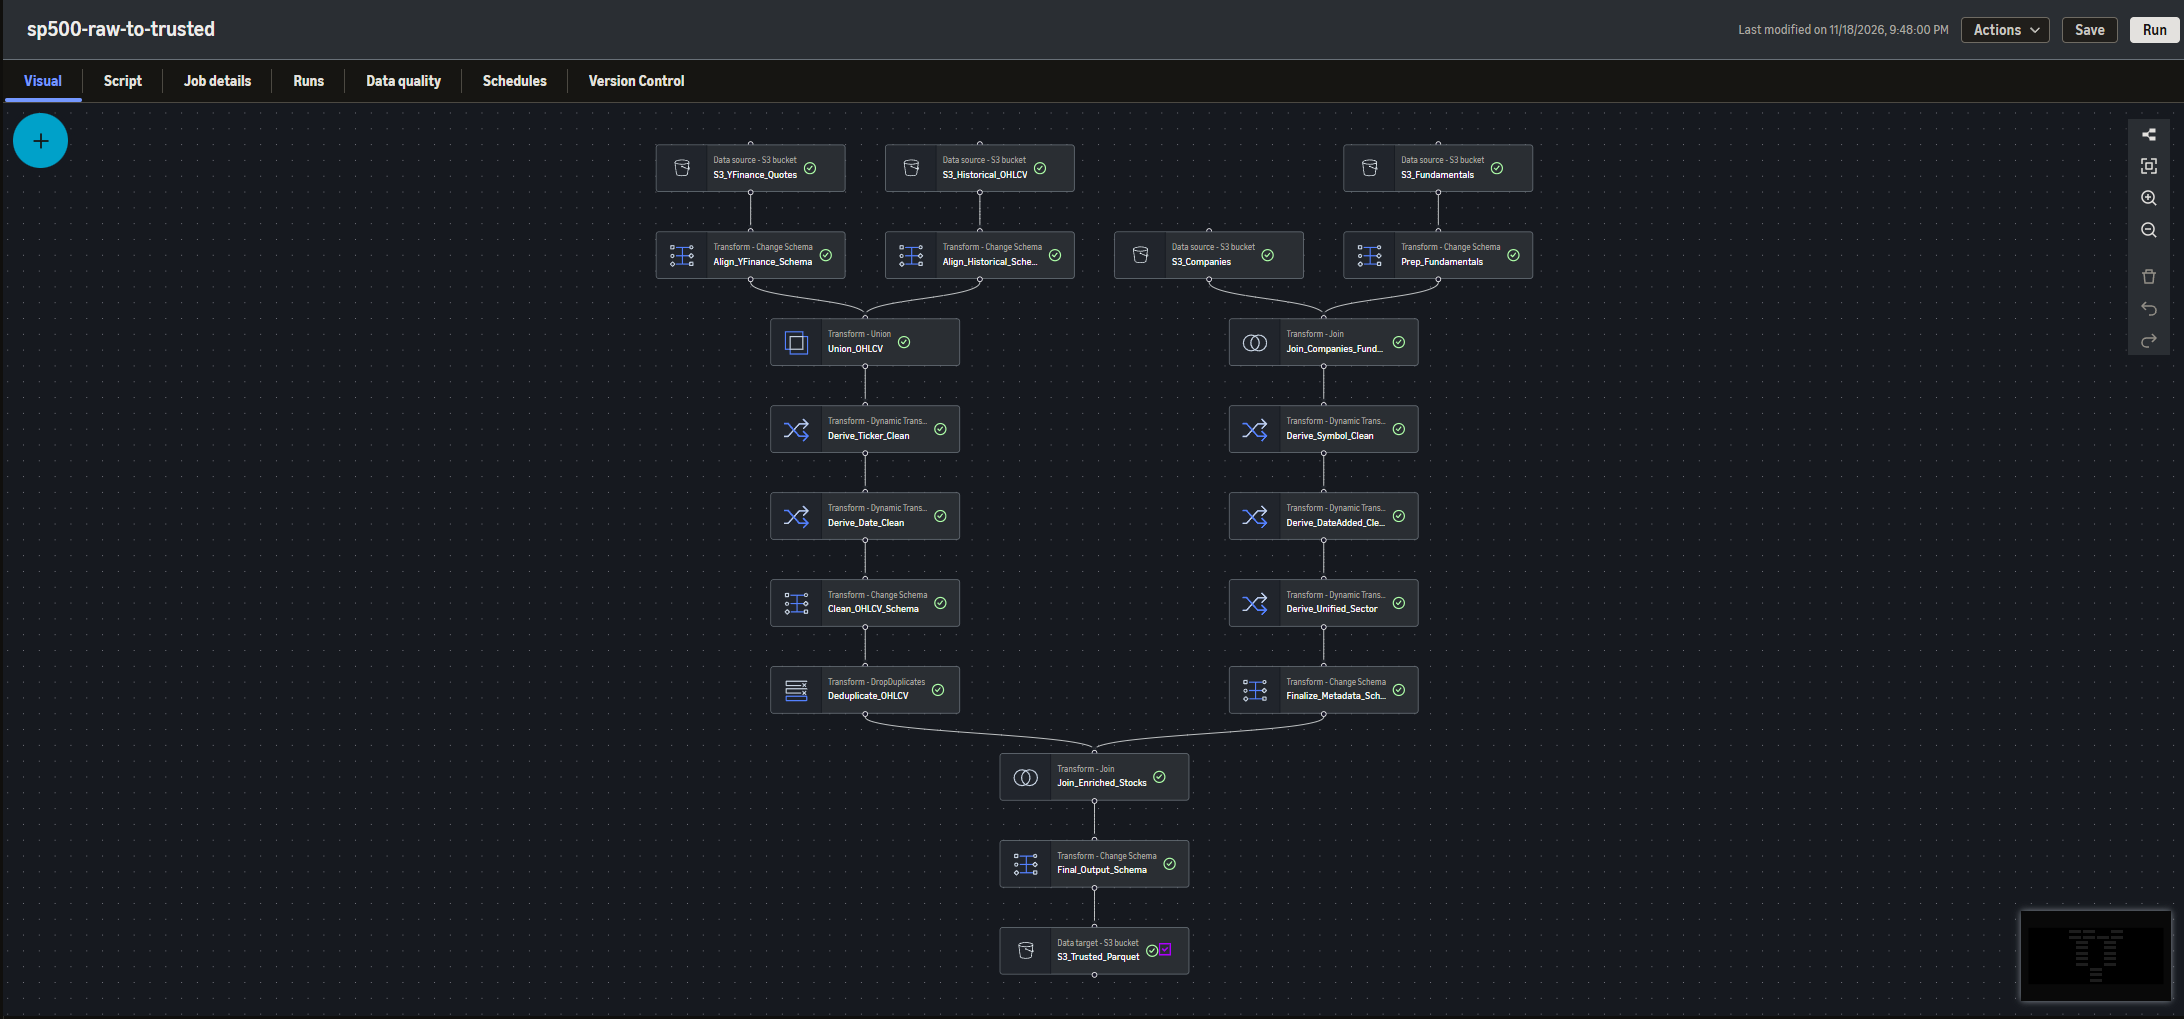 sp500-raw-to-trusted
Last modified on 11/18/2026, 9:48:00 PM
Actions
Save
Run
Visual
Script
Job details
Runs
Data quality
Schedules
Version Control
Data source - S3 bucket
S3_YFinance_Quotes
Data source - S3 bucket
S3_Historical_OHLCV
Data source - S3 bucket
S3_Fundamentals
Transform - Change Schema
Align_YFinance_Schema
Transform - Change Schema
Align_Historical_Sche...
Data source - S3 bucket
S3_Companies
Transform - Change Schema
Prep_Fundamentals
Transform - Union
Union_OHLCV
Transform - Join
Join_Companies_Fund...
Transform - Dynamic Trans...
Derive_Ticker_Clean
Transform - Dynamic Trans...
Derive_Symbol_Clean
Transform - Dynamic Trans...
Derive_Date_Clean
Transform - Dynamic Trans...
Derive_DateAdded_Cle...
Transform - Change Schema
Clean_OHLCV_Schema
Transform - Dynamic Trans...
Derive_Unified_Sector
Transform - DropDuplicates
Deduplicate_OHLCV
Transform - Change Schema
Finalize_Metadata_Sch...
Transform - Join
Join_Enriched_Stocks
Transform - Change Schema
Final_Output_Schema
Data target - S3 bucket
S3_Trusted_Parquet